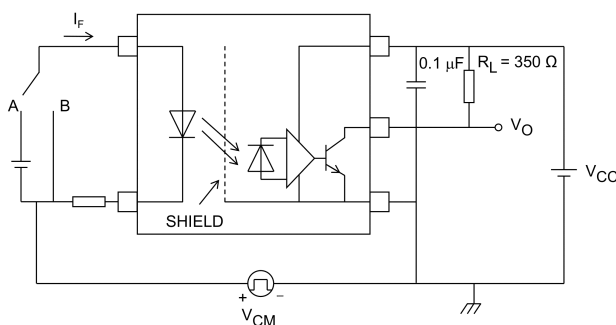 I_F
0.1 μF
R_L = 350 Ω
A
B
V_O
V_CC
SHIELD
+
−
V_CM